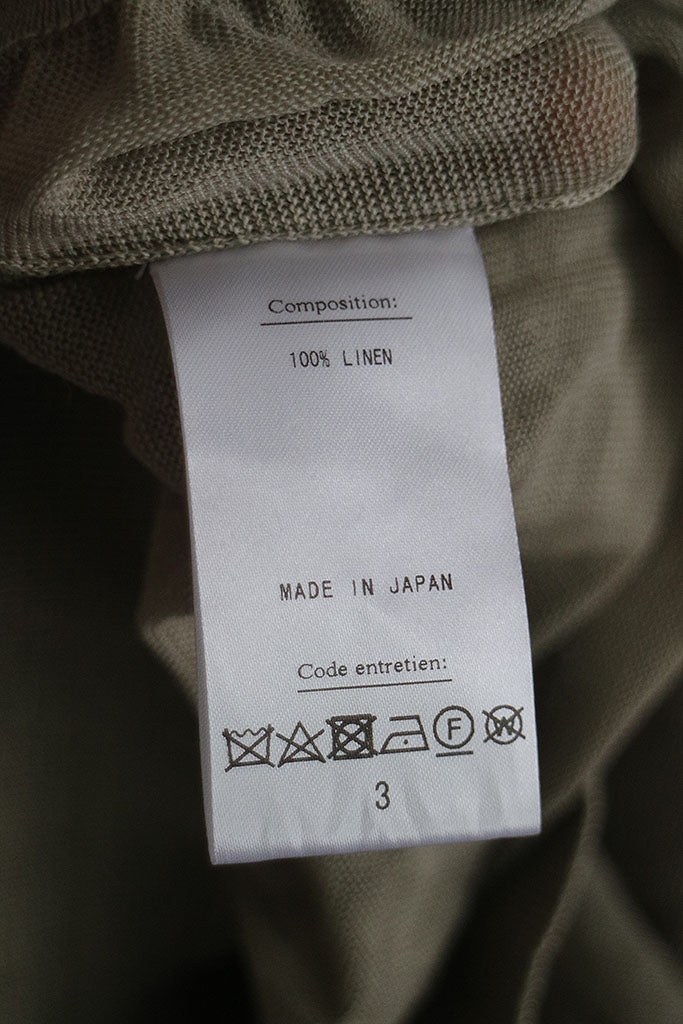 Composition:
100% LINEN
MADE IN JAPAN
Code entretien:
F W
3